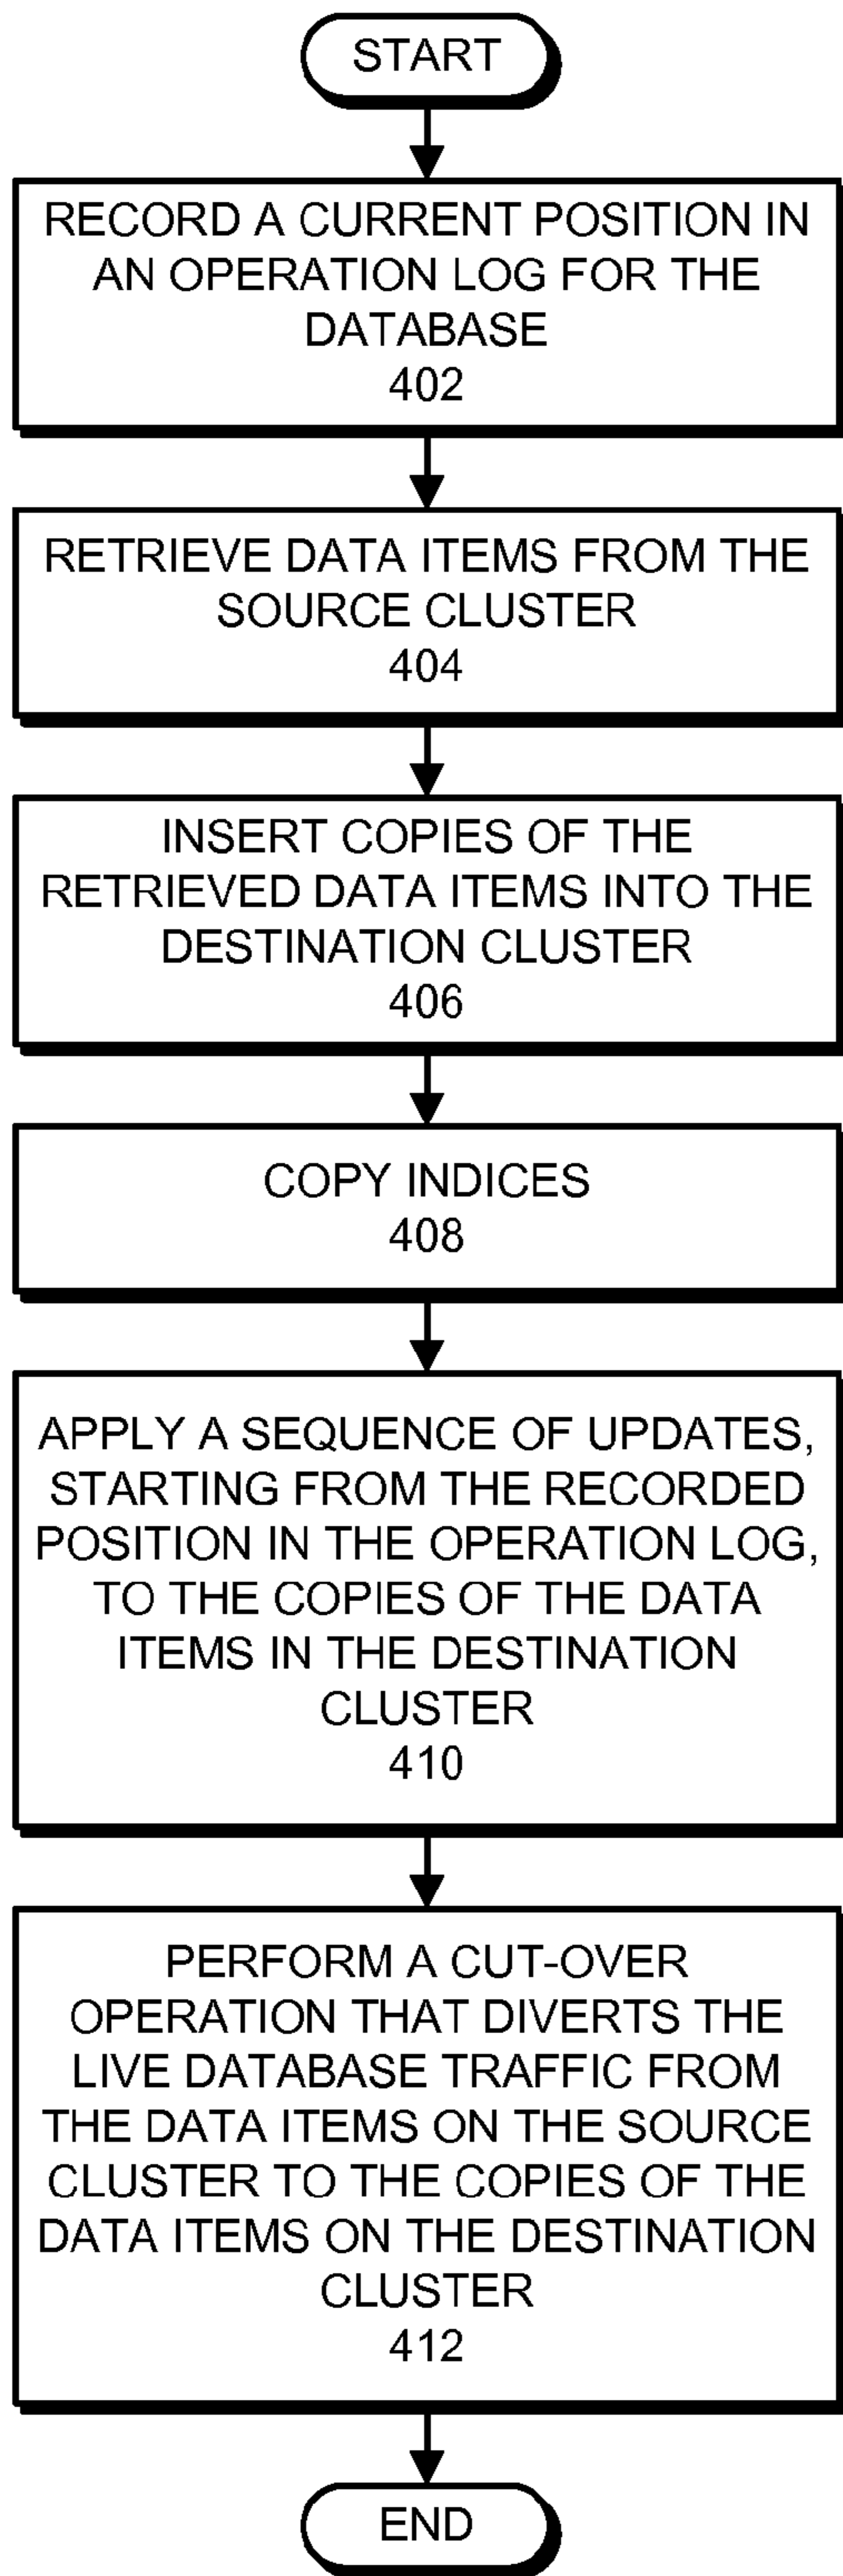 START
RECORD A CURRENT POSITION IN
AN OPERATION LOG FOR THE
DATABASE
402
RETRIEVE DATA ITEMS FROM THE
SOURCE CLUSTER
404
INSERT COPIES OF THE
RETRIEVED DATA ITEMS INTO THE
DESTINATION CLUSTER
406
COPY INDICES
408
APPLY A SEQUENCE OF UPDATES,
STARTING FROM THE RECORDED
POSITION IN THE OPERATION LOG,
TO THE COPIES OF THE DATA
ITEMS IN THE DESTINATION
CLUSTER
410
PERFORM A CUT-OVER
OPERATION THAT DIVERTS THE
LIVE DATABASE TRAFFIC FROM
THE DATA ITEMS ON THE SOURCE
CLUSTER TO THE COPIES OF THE
DATA ITEMS ON THE DESTINATION
CLUSTER
412
END